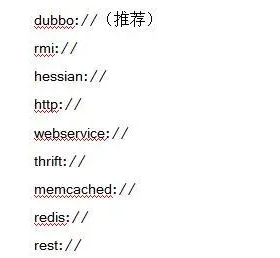 dubbo://（推荐）
rmi://
hessian://
http://
webservice://
thrift://
memcached://
redis://
rest://